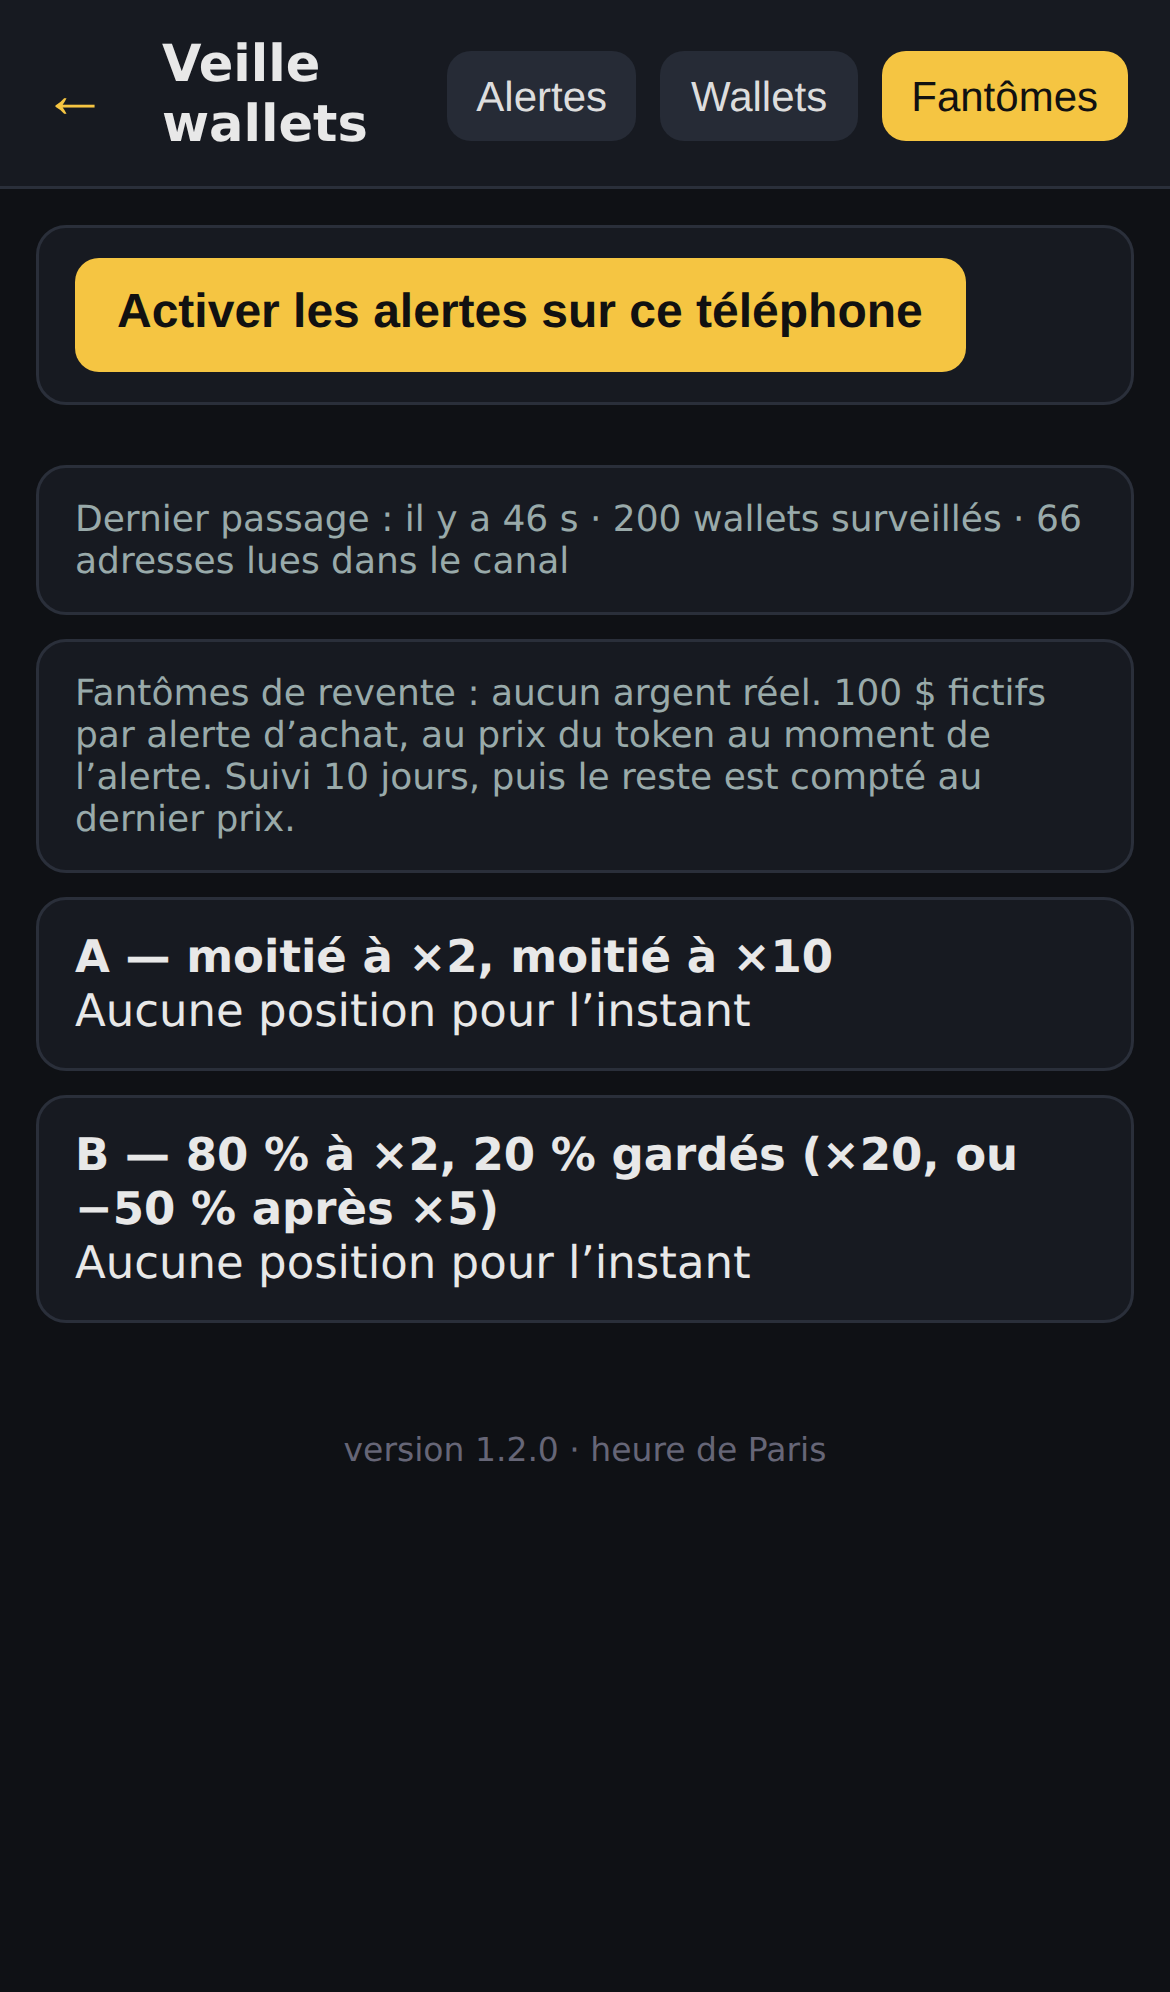 ←
Veille
wallets
Alertes
Wallets
Fantômes
Activer les alertes sur ce téléphone
Dernier passage : il y a 46 s · 200 wallets surveillés · 66
adresses lues dans le canal
Fantômes de revente : aucun argent réel. 100 $ fictifs
par alerte d’achat, au prix du token au moment de
l’alerte. Suivi 10 jours, puis le reste est compté au
dernier prix.
A — moitié à ×2, moitié à ×10
Aucune position pour l’instant
B — 80 % à ×2, 20 % gardés (×20, ou
−50 % après ×5)
Aucune position pour l’instant
version 1.2.0 · heure de Paris